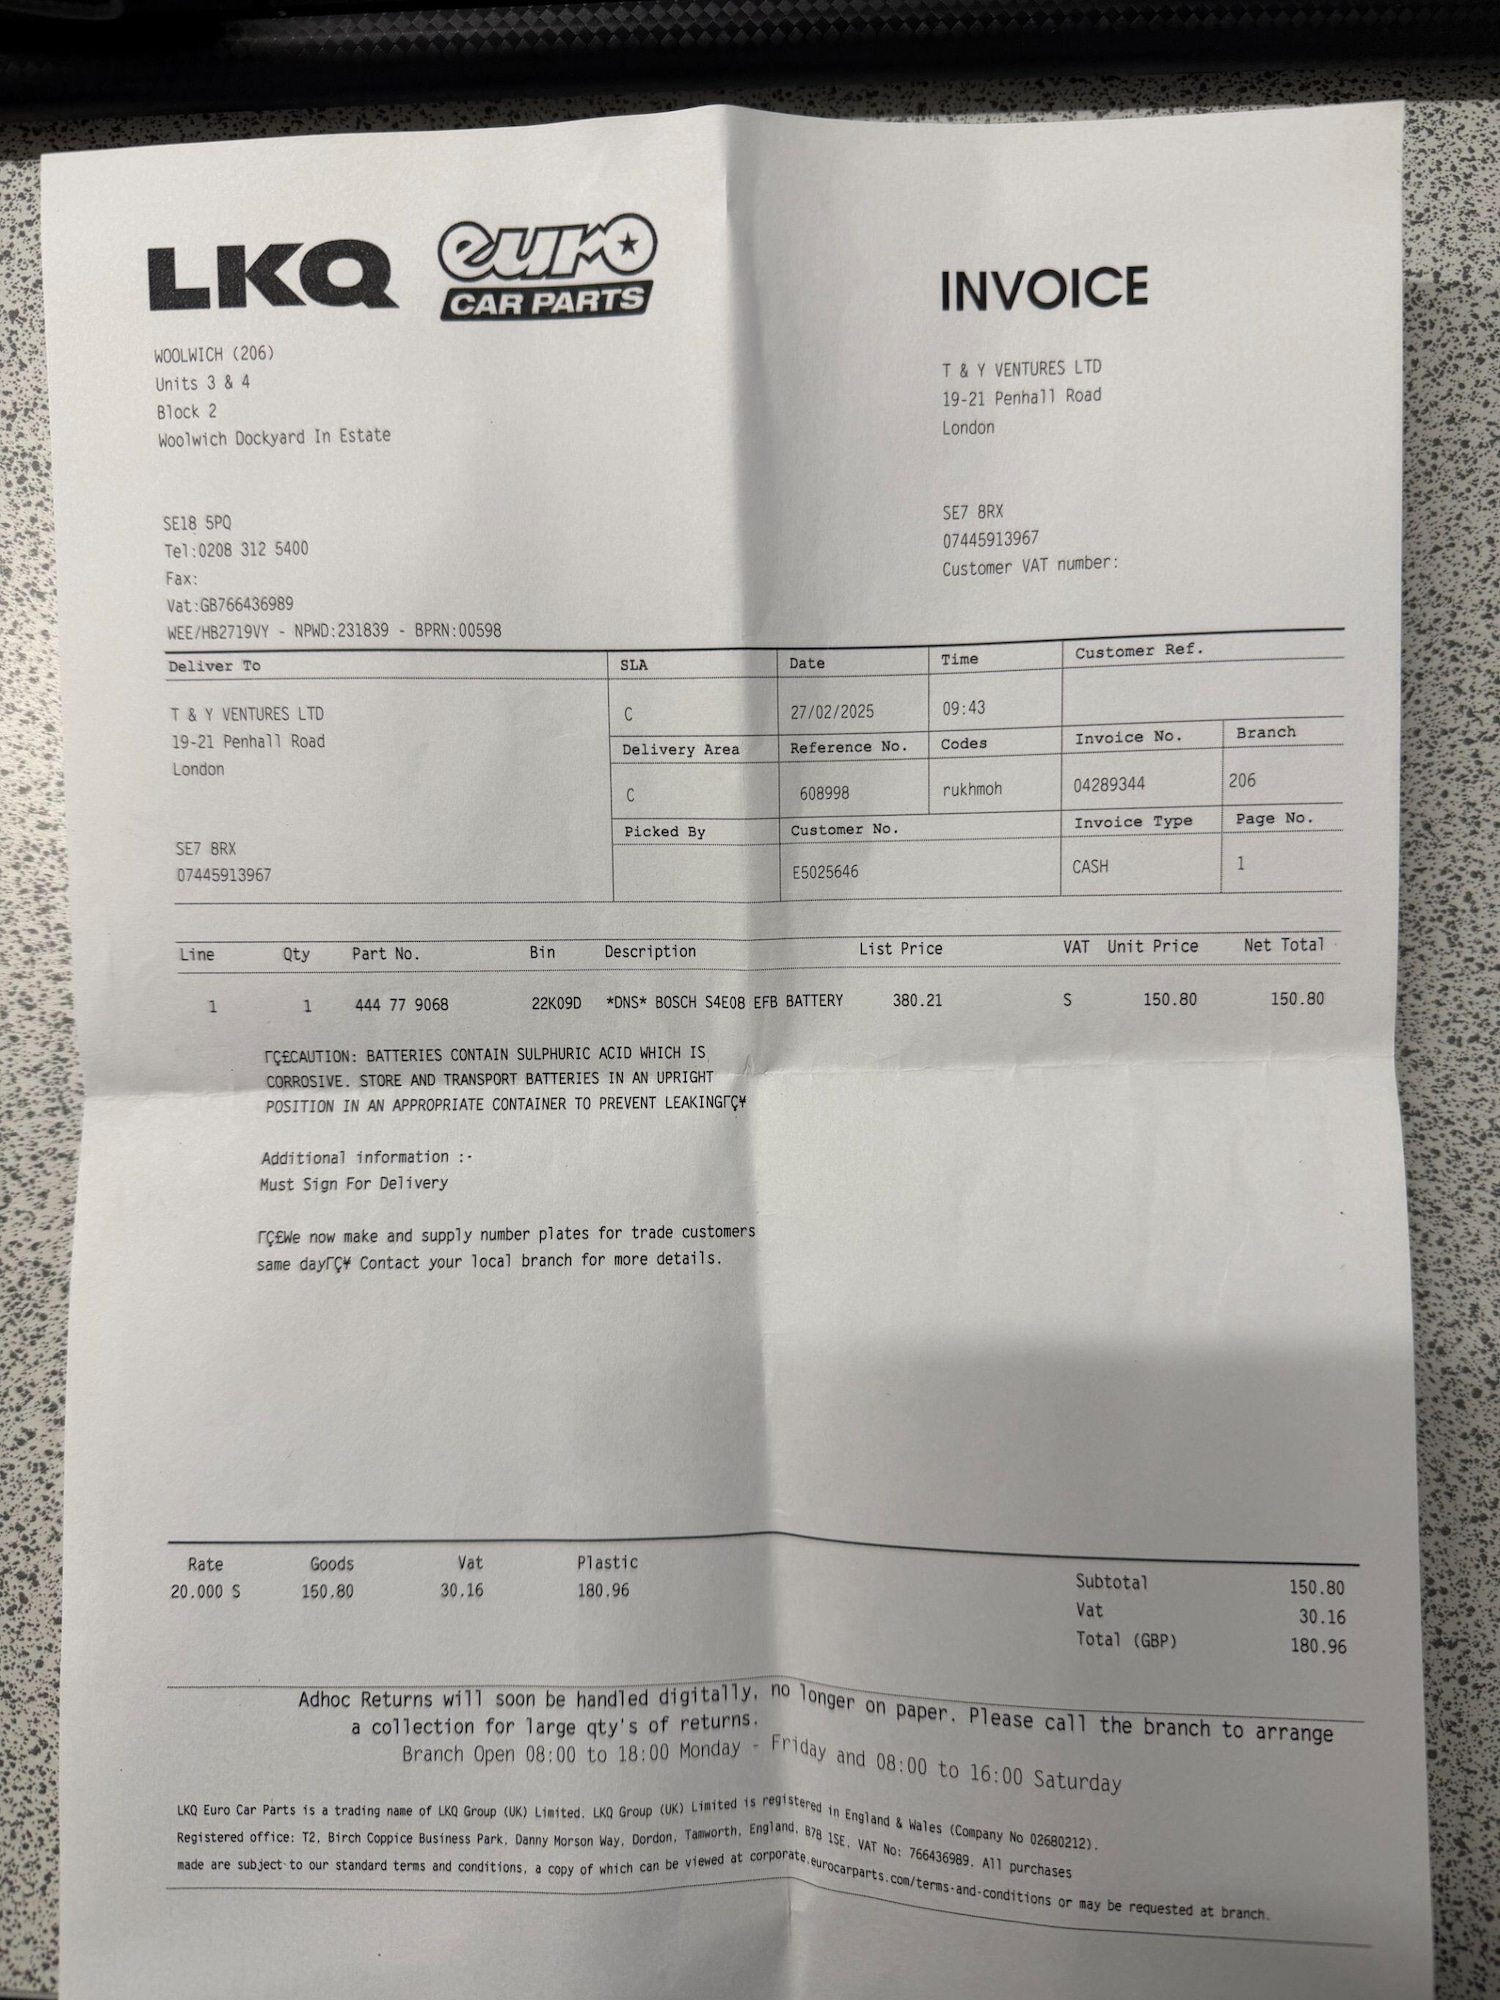 LKQ euro CAR PARTS
INVOICE
WOOLWICH (206)
Units 3 & 4
Block 2
Woolwich Dockyard In Estate
SE18 5PQ
Tel:0208 312 5400
Fax:
Vat:GB766436989
WEE/HB2719VY - NPWD:231839 - BPRN:00598
T & Y VENTURES LTD
19-21 Penhall Road
London
SE7 8RX
07445913967
Customer VAT number:
Deliver To
T & Y VENTURES LTD
19-21 Penhall Road
London
SE7 8RX
07445913967
SLA Date Time Customer Ref.
C 27/02/2025 09:43
Delivery Area Reference No. Codes Invoice No. Branch
C 608998 rukhmoh 04289344 206
Picked By Customer No. Invoice Type Page No.
E5025646 CASH 1
Line Qty Part No. Bin Description List Price VAT Unit Price Net Total
1 1 444 77 9068 22K09D *DNS* BOSCH S4E08 EFB BATTERY 380.21 S 150.80 150.80
ΓÇ£CAUTION: BATTERIES CONTAIN SULPHURIC ACID WHICH IS
CORROSIVE. STORE AND TRANSPORT BATTERIES IN AN UPRIGHT
POSITION IN AN APPROPRIATE CONTAINER TO PREVENT LEAKINGΓÇ¥
Additional information :-
Must Sign For Delivery
ΓÇ£We now make and supply number plates for trade customers
same dayΓÇ¥ Contact your local branch for more details.
Rate Goods Vat Plastic
20.000 S 150.80 30.16 180.96
Subtotal 150.80
Vat 30.16
Total (GBP) 180.96
Adhoc Returns will soon be handled digitally, no longer on paper. Please call the branch to arrange
a collection for large qty's of returns.
Branch Open 08:00 to 18:00 Monday - Friday and 08:00 to 16:00 Saturday
LKQ Euro Car Parts is a trading name of LKQ Group (UK) Limited. LKQ Group (UK) Limited is registered in England & Wales (Company No 02680212).
Registered office: T2, Birch Coppice Business Park, Danny Morson Way, Dordon, Tamworth, England, B78 1SE. VAT No: 766436989. All purchases
made are subject to our standard terms and conditions, a copy of which can be viewed at corporate.eurocarparts.com/terms-and-conditions or may be requested at branch.